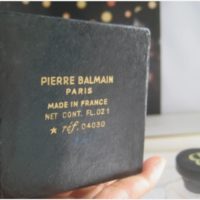 PIERRE BALMAIN
PARIS
MADE IN FRANCE
NET CONT. FL.OZ 1
★ réf. 04030